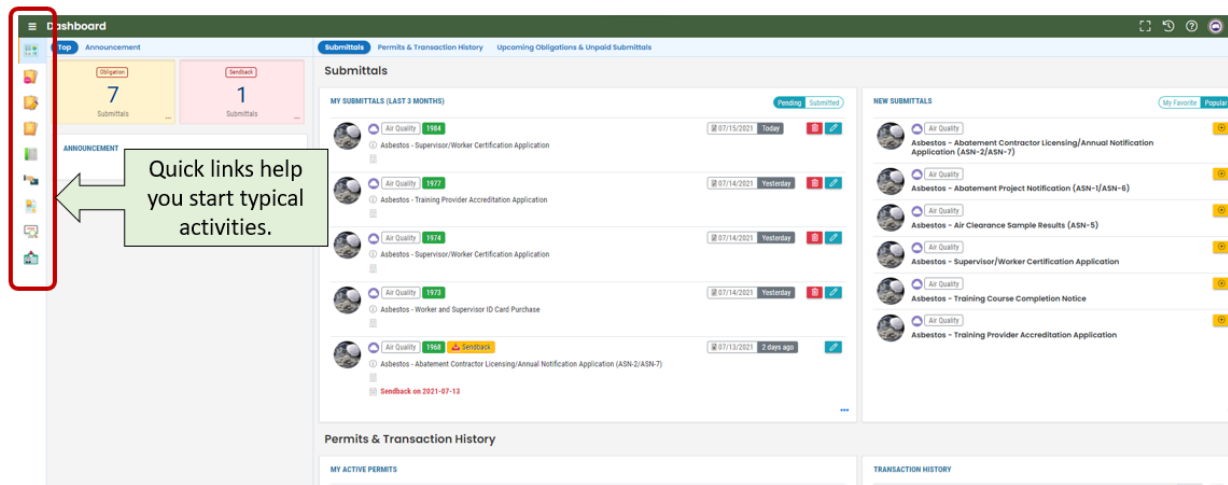 Dashboard
Top Announcement
Obligation
7
Submittals
...
Sendback
1
Submittals
...
ANNOUNCEMENT
Quick links help
you start typical
activities.
Submittals Permits & Transaction History Upcoming Obligations & Unpaid Submittals
Submittals
MY SUBMITTALS (LAST 3 MONTHS) Pending Submitted
Air Quality 1984 07/15/2021 Today
Asbestos - Supervisor/Worker Certification Application
Air Quality 1977 07/14/2021 Yesterday
Asbestos - Training Provider Accreditation Application
Air Quality 1974 07/14/2021 Yesterday
Asbestos - Supervisor/Worker Certification Application
Air Quality 1973 07/14/2021 Yesterday
Asbestos - Worker and Supervisor ID Card Purchase
Air Quality 1968 Sendback 07/13/2021 2 days ago
Asbestos - Abatement Contractor Licensing/Annual Notification Application (ASN-2/ASN-7)
Sendback on 2021-07-13
...
NEW SUBMITTALS My Favorite Popular
Air Quality
Asbestos - Abatement Contractor Licensing/Annual Notification
Application (ASN-2/ASN-7)
Air Quality
Asbestos - Abatement Project Notification (ASN-1/ASN-6)
Air Quality
Asbestos - Air Clearance Sample Results (ASN-5)
Air Quality
Asbestos - Supervisor/Worker Certification Application
Air Quality
Asbestos - Training Course Completion Notice
Air Quality
Asbestos - Training Provider Accreditation Application
Permits & Transaction History
MY ACTIVE PERMITS
TRANSACTION HISTORY